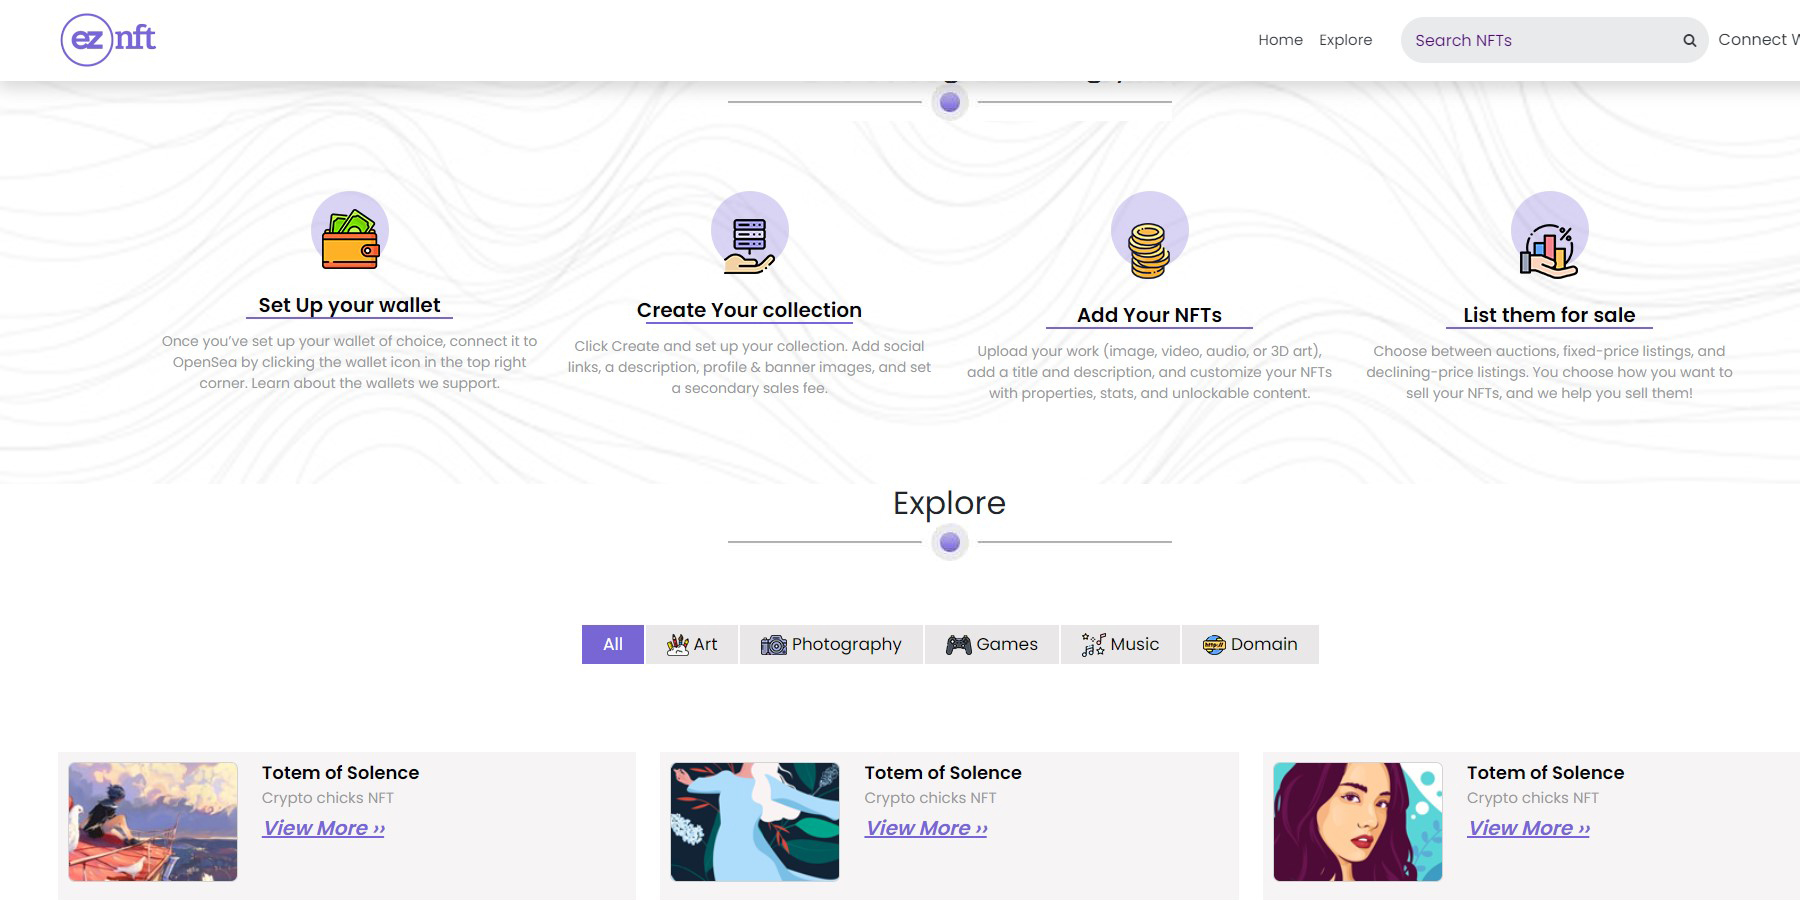 ez nft
Home Explore Search NFTs Connect W
Set Up your wallet
Once you’ve set up your wallet of choice, connect it to
OpenSea by clicking the wallet icon in the top right
corner. Learn about the wallets we support.
Create Your collection
Click Create and set up your collection. Add social
links, a description, profile & banner images, and set
a secondary sales fee.
Add Your NFTs
Upload your work (image, video, audio, or 3D art),
add a title and description, and customize your NFTs
with properties, stats, and unlockable content.
List them for sale
Choose between auctions, fixed-price listings, and
declining-price listings. You choose how you want to
sell your NFTs, and we help you sell them!
Explore
All Art Photography Games Music Domain
Totem of Solence
Crypto chicks NFT
View More ››
Totem of Solence
Crypto chicks NFT
View More ››
Totem of Solence
Crypto chicks NFT
View More ››